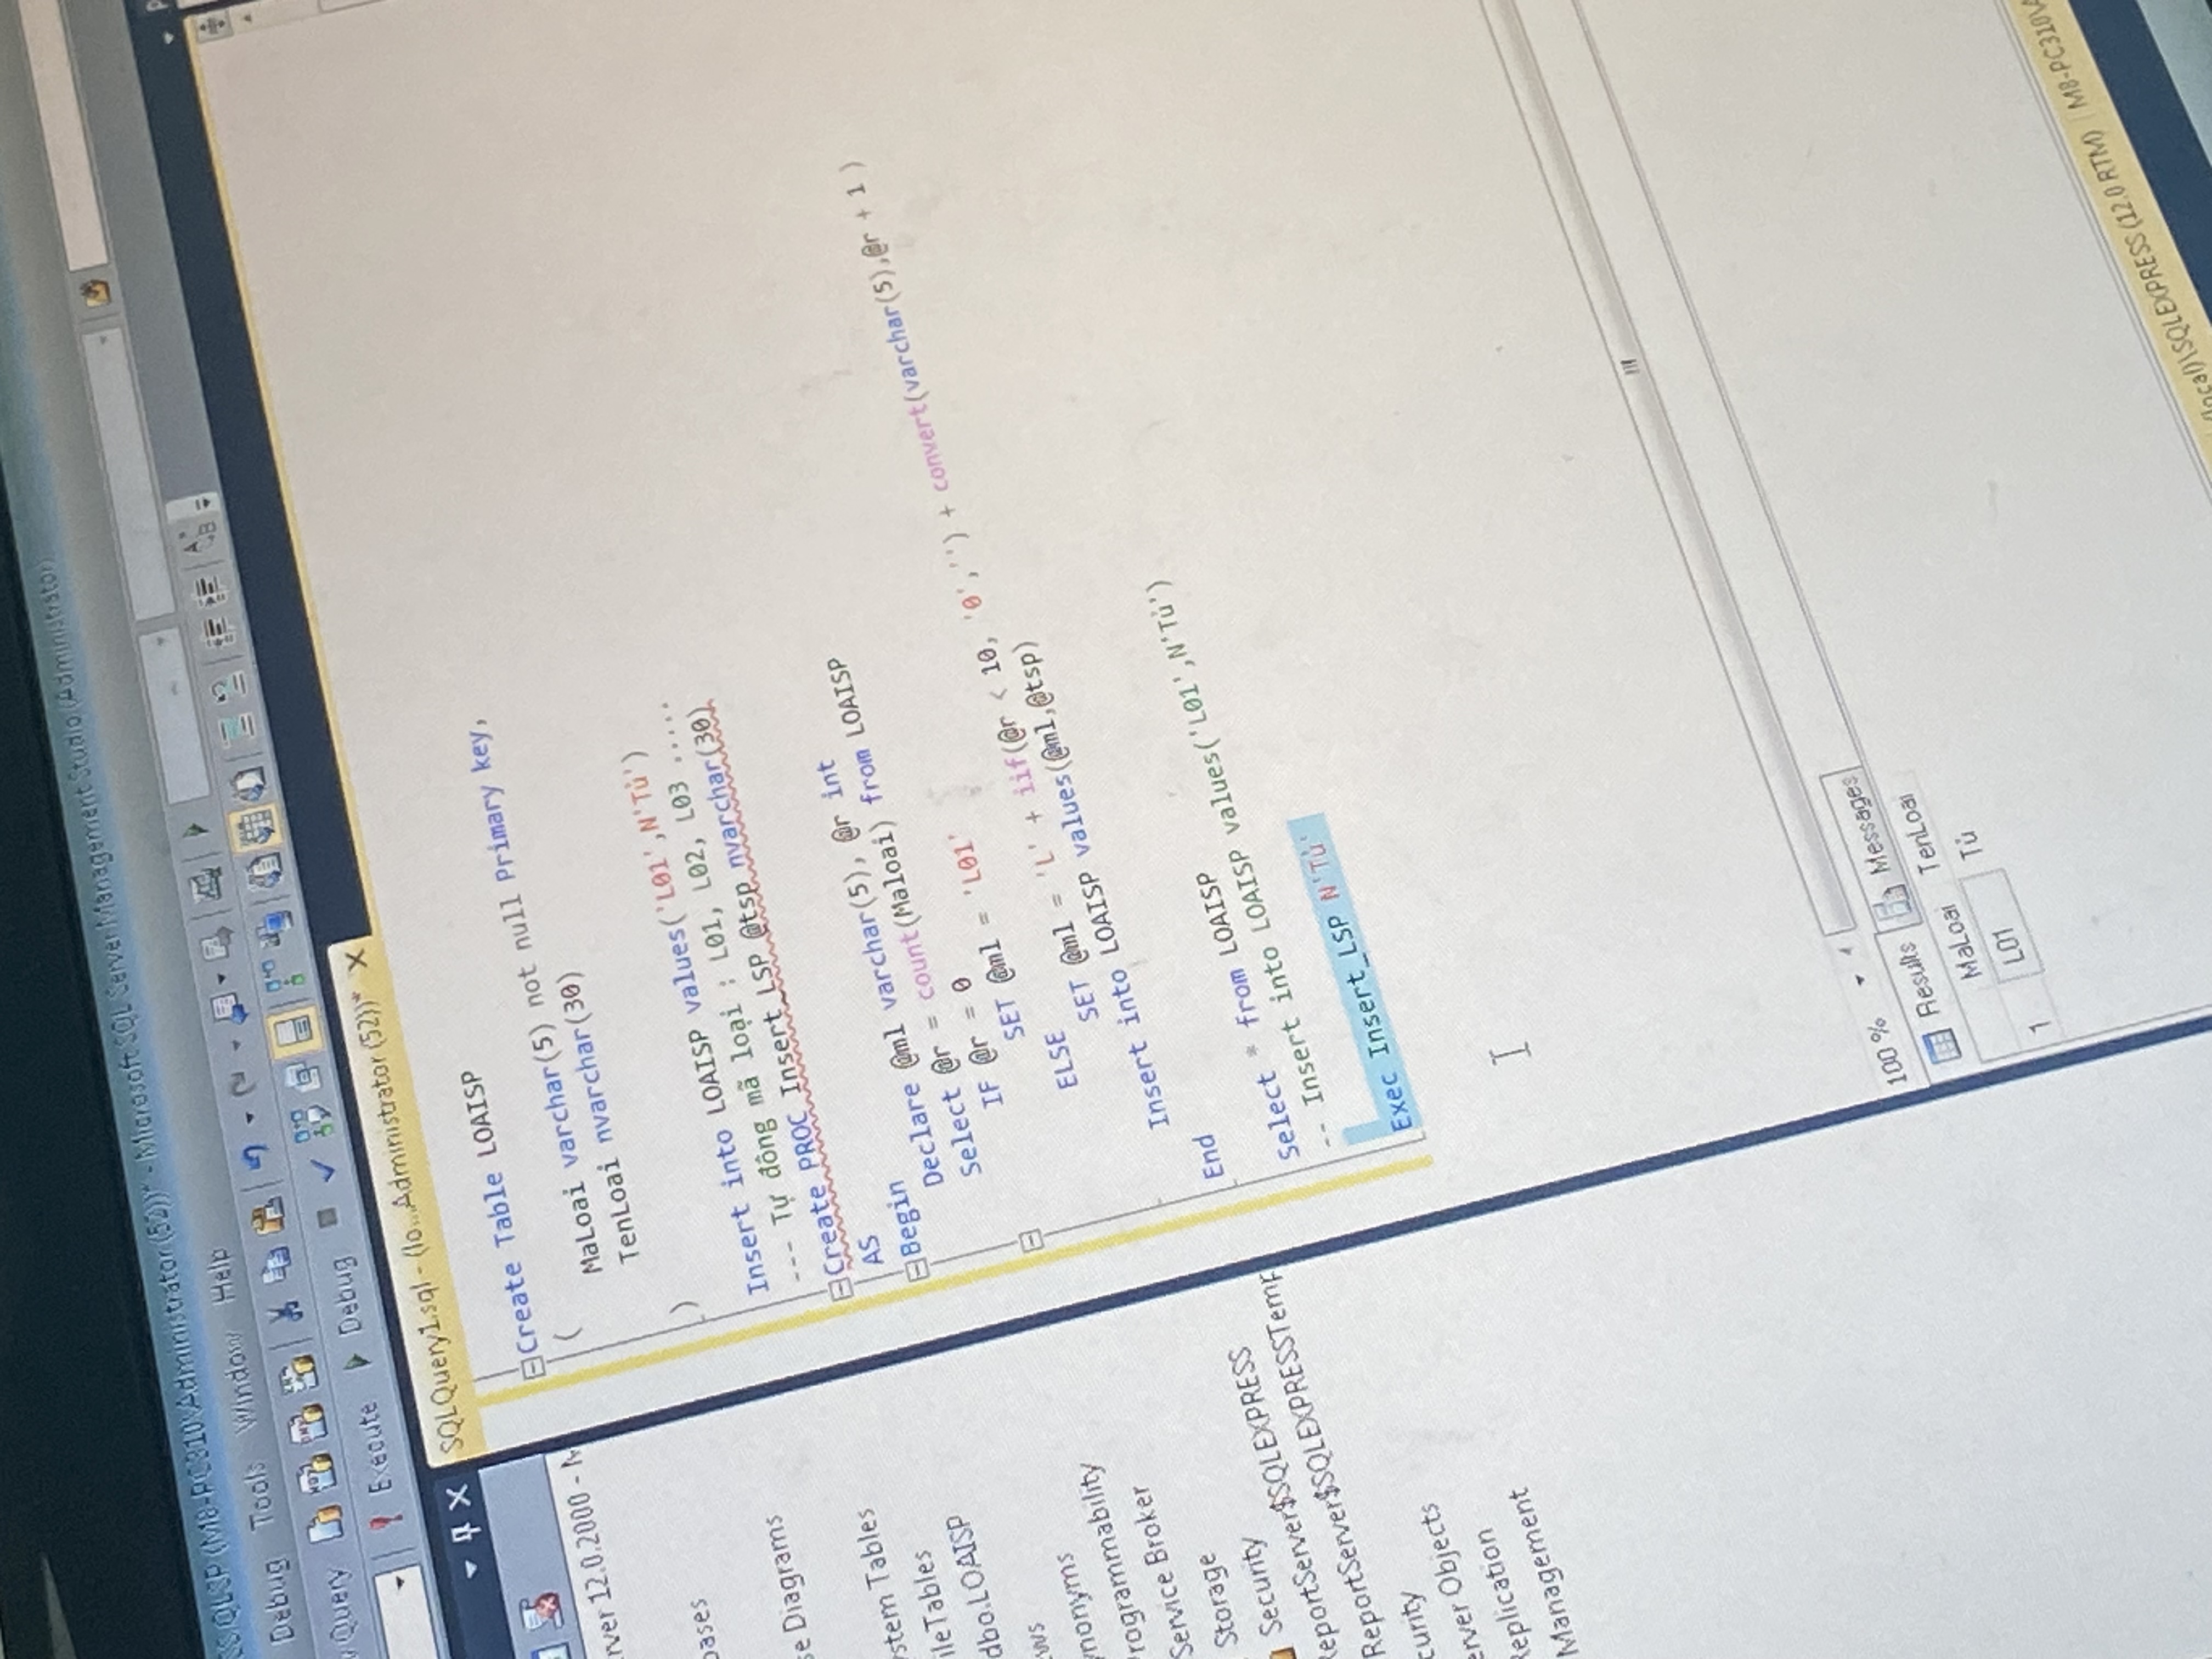 SS.QLSP (M8-PC310\Administrator (52))* - Microsoft SQL Server Management Studio (Administrator)
Debug Tools Window Help
Query
Execute Debug
SQLQuery1.sql - (lo...Administrator (52))* X
rver 12.0.2000 - M
bases
se Diagrams
stem Tables
ileTables
dbo.LOAISP
ews
ynonyms
Programmability
Service Broker
Storage
Security
ReportServer$SQLEXPRESS
ReportServer$SQLEXPRESSTemp
curity
erver Objects
Replication
Management
Create Table LOAISP
(
MaLoai varchar(5) not null Primary key,
TenLoai nvarchar(30)
)
Insert into LOAISP values('L01',N'Tủ')
--- Tự đông mã loại : L01, L02, L03 .....
Create PROC Insert_LSP @tsp nvarchar(30)
AS
Begin
Declare @ml varchar(5), @r int
Select @r = count(Maloai) from LOAISP
IF @r = 0
SET @ml = 'L01'
ELSE
SET @ml = 'L' + iif(@r < 10, '0','') + convert(varchar(5),@r + 1 )
Insert into LOAISP values(@ml,@tsp)
End
Select * from LOAISP
-- Insert into LOAISP values('L01',N'Tủ')
Exec Insert_LSP N'Tủ'
100 %
Results Messages
MaLoai TenLoai
1 L01 Tủ
(local)\SQLEXPRESS (12.0 RTM) M8-PC310\A